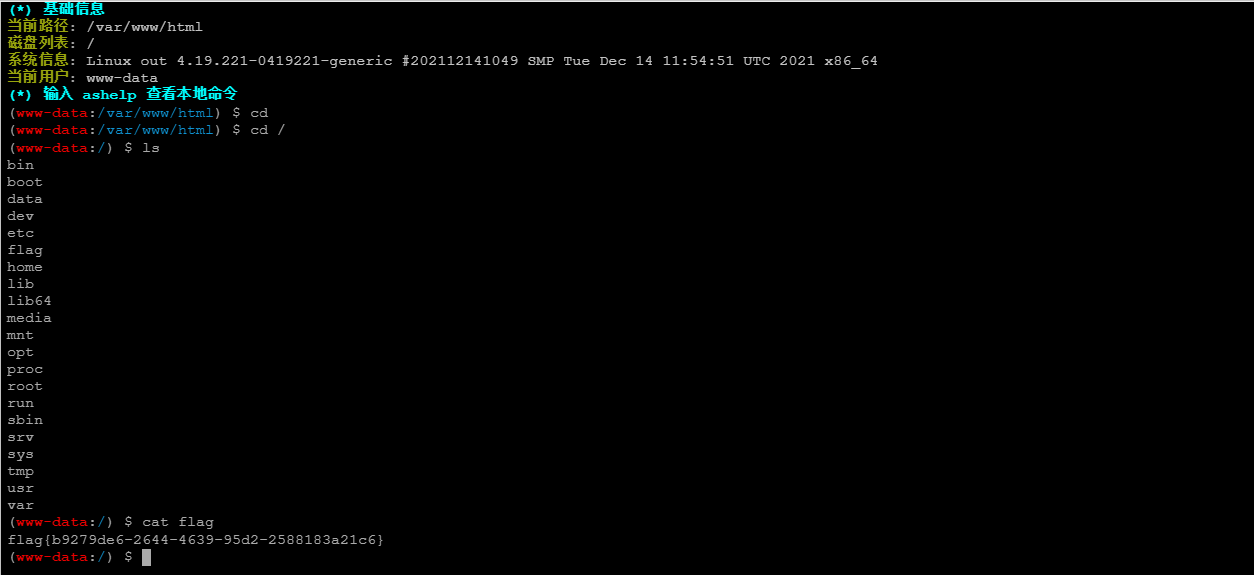 (*) 基础信息
当前路径: /var/www/html
磁盘列表: /
系统信息: Linux out 4.19.221-0419221-generic #202112141049 SMP Tue Dec 14 11:54:51 UTC 2021 x86_64
当前用户: www-data
(*) 输入 ashelp 查看本地命令
(www-data:/var/www/html) $ cd
(www-data:/var/www/html) $ cd /
(www-data:/) $ ls
bin
boot
data
dev
etc
flag
home
lib
lib64
media
mnt
opt
proc
root
run
sbin
srv
sys
tmp
usr
var
(www-data:/) $ cat flag
flag{b9279de6-2644-4639-95d2-2588183a21c6}
(www-data:/) $